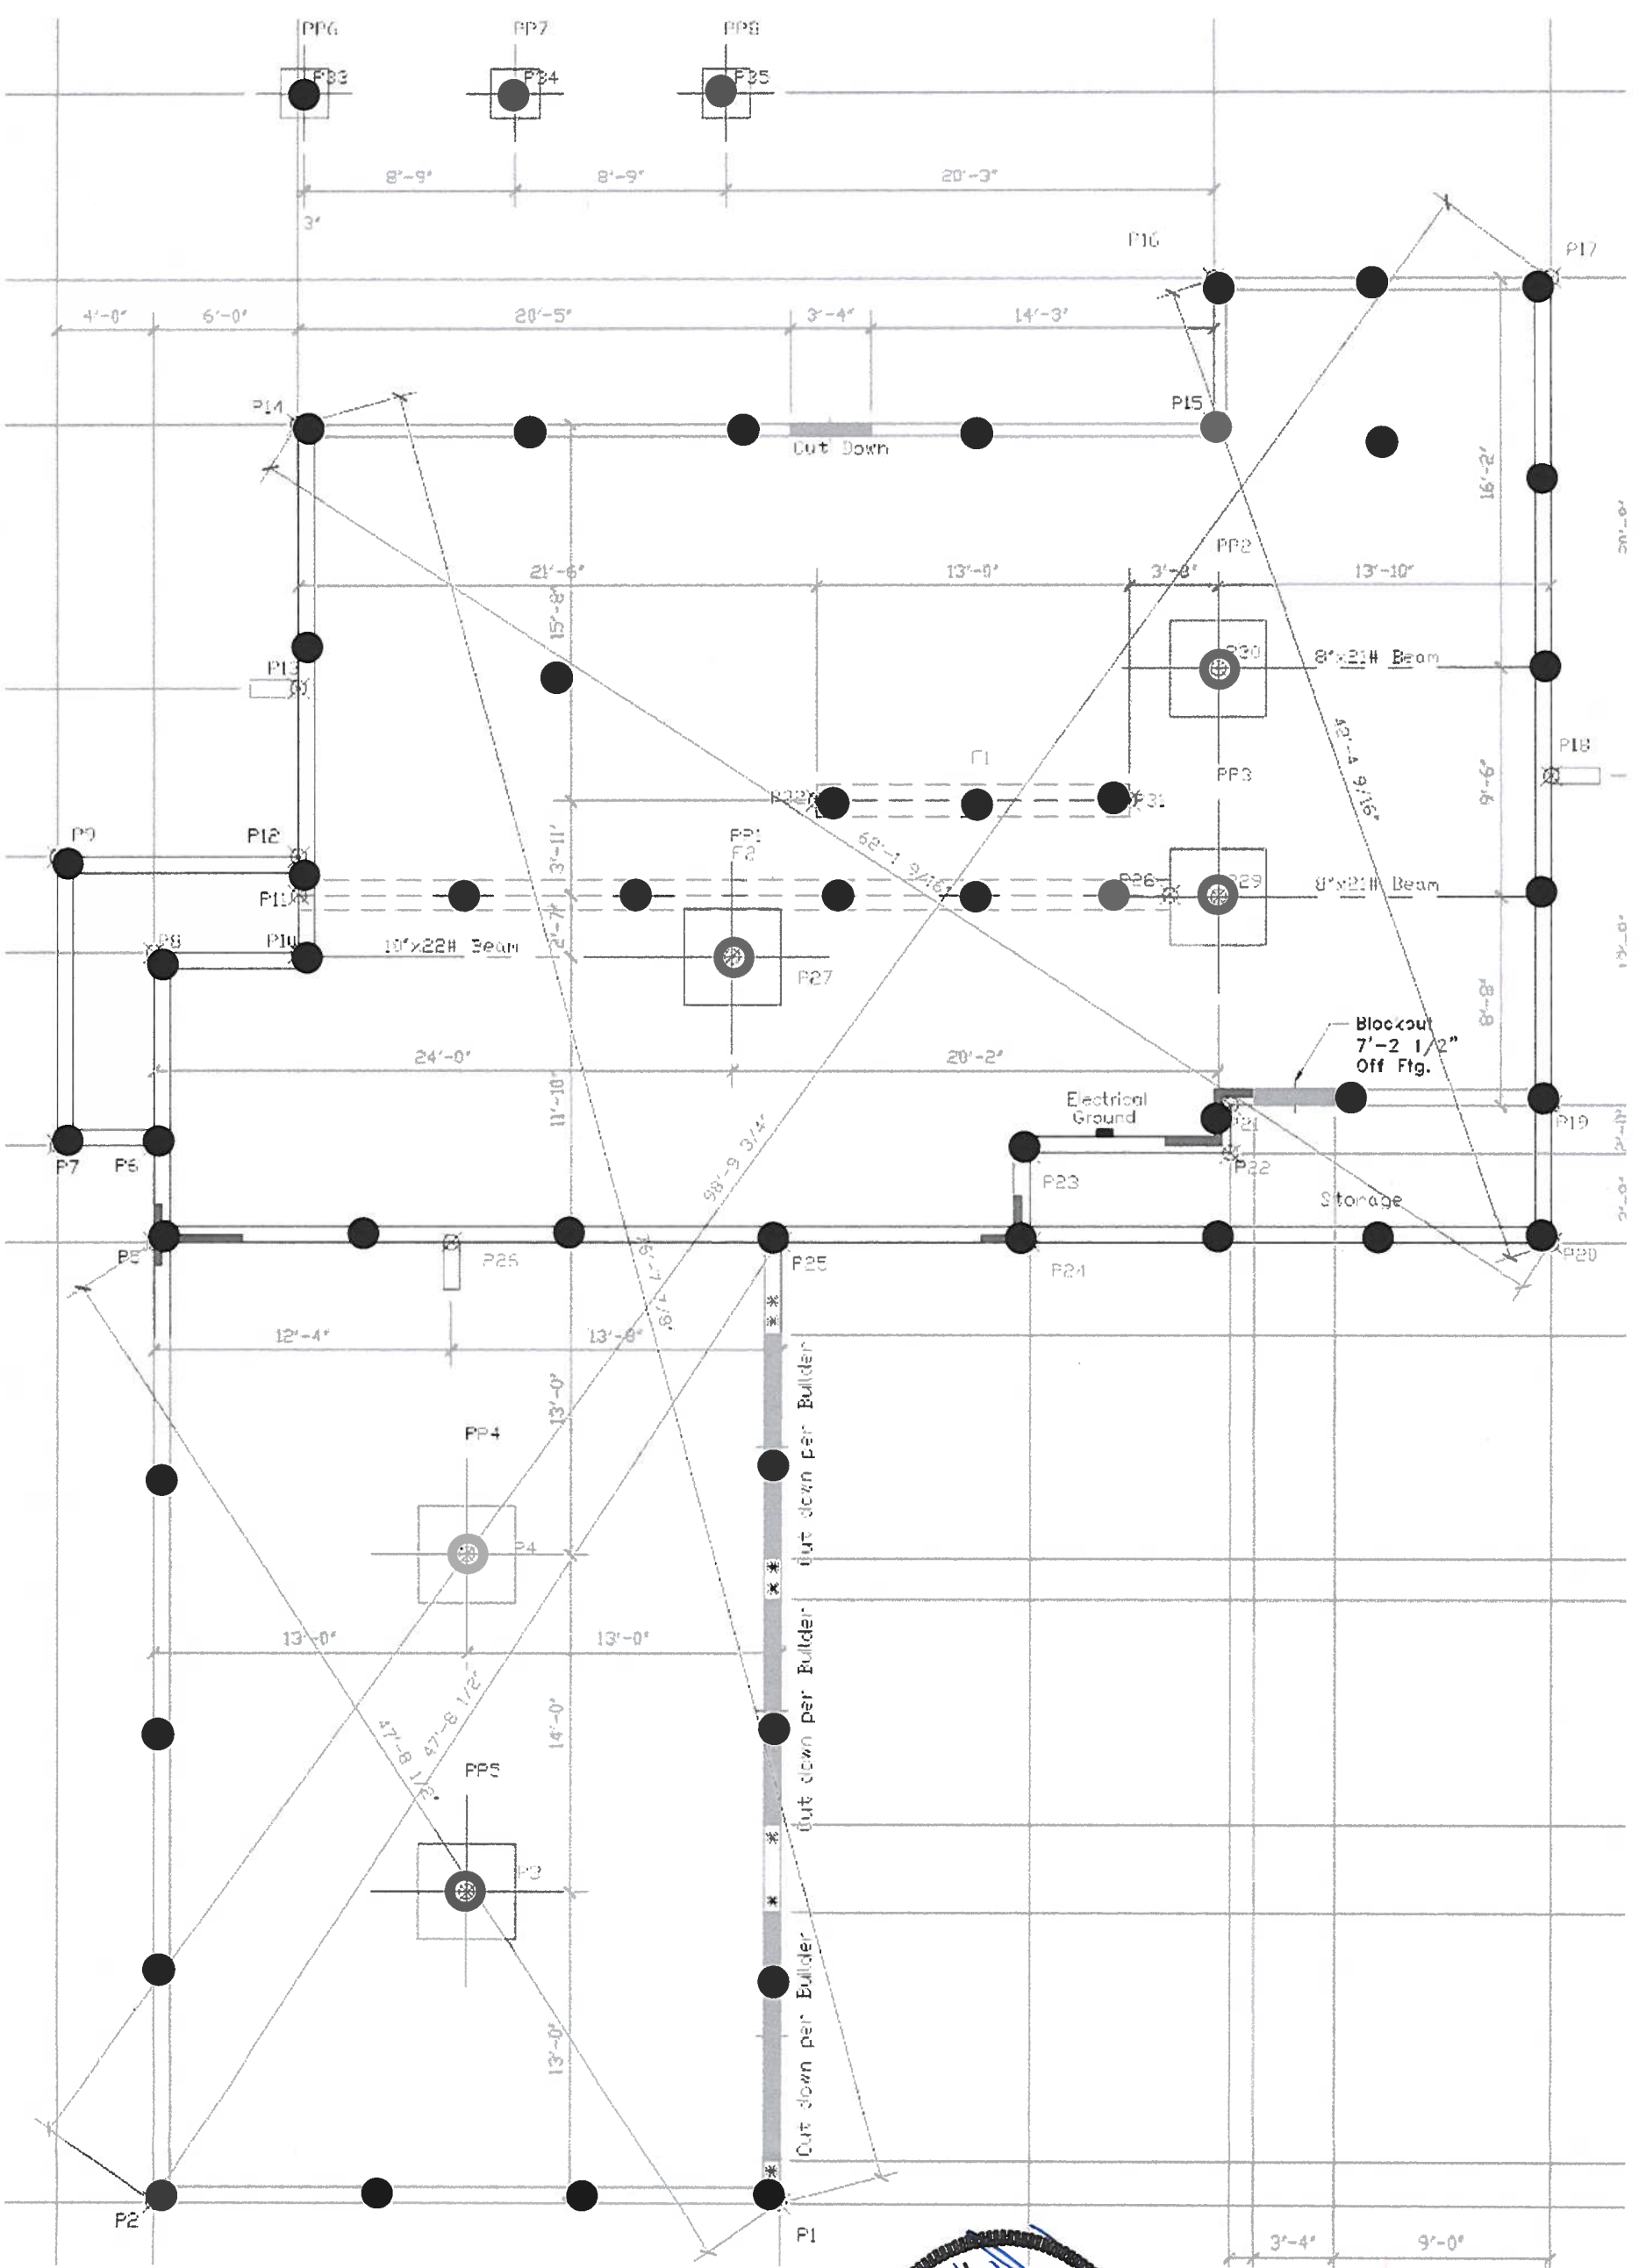 PP6 PP7 PP8
P33 P34 P35
8'-9" 8'-9" 20'-3"
3"
P16 P17
4'-0" 6'-0" 20'-5" 3'-4" 14'-3"
P14 P15
Cut Down
16'-2"
PP2
21'-6" 13'-0" 3'-8" 13'-10"
15'-8"
P30 8"x21# Beam
P13
42'-4 9/16"
P18
F1
PP3
9'-6"
P32 P31
P9 P12 PP1
F2
62'-1 9/16"
3'-11"
P28 P29 8"x21# Beam
P11
P8 P10 10"x22# Beam
2'-7"
P27
8'-8"
Blockout
7'-2 1/2"
Off Ftg.
24'-0" 20'-2"
11'-10"
Electrical
Ground
P21 P19
98'-9 3/4"
P7 P6 P22
P23
Storage
P5 P26 P25 P24 P20
12'-4" 13'-8"
Cut down per Builder
13'-0"
PP4
P4
13'-0" 13'-0"
Cut down per Builder
47'-8 1/2" 47'-8 1/2"
14'-0"
PP5
P3
Cut down per Builder
13'-0"
P2 P1
3'-4" 9'-0"